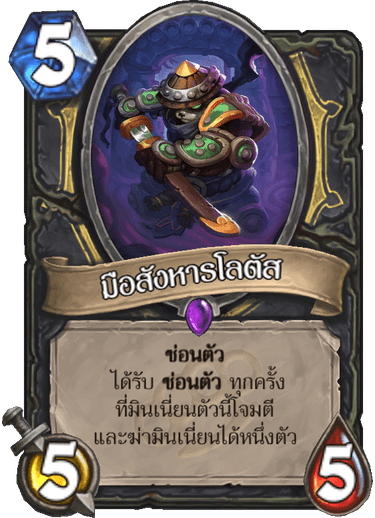 5
มือสังหารโลตัส
ซ่อนตัว
ได้รับ ซ่อนตัว ทุกครั้ง
ที่มินเนี่ยนตัวนี้โจมตี
และฆ่ามินเนี่ยนได้หนึ่งตัว
5
5